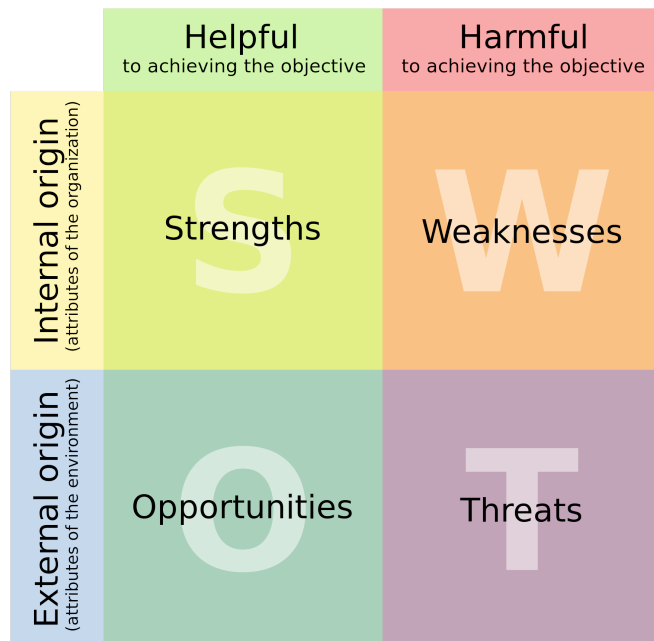 Helpful
to achieving the objective
Harmful
to achieving the objective
Internal origin
(attributes of the organization)
S
Strengths
W
Weaknesses
External origin
(attributes of the environment)
O
Opportunities
T
Threats